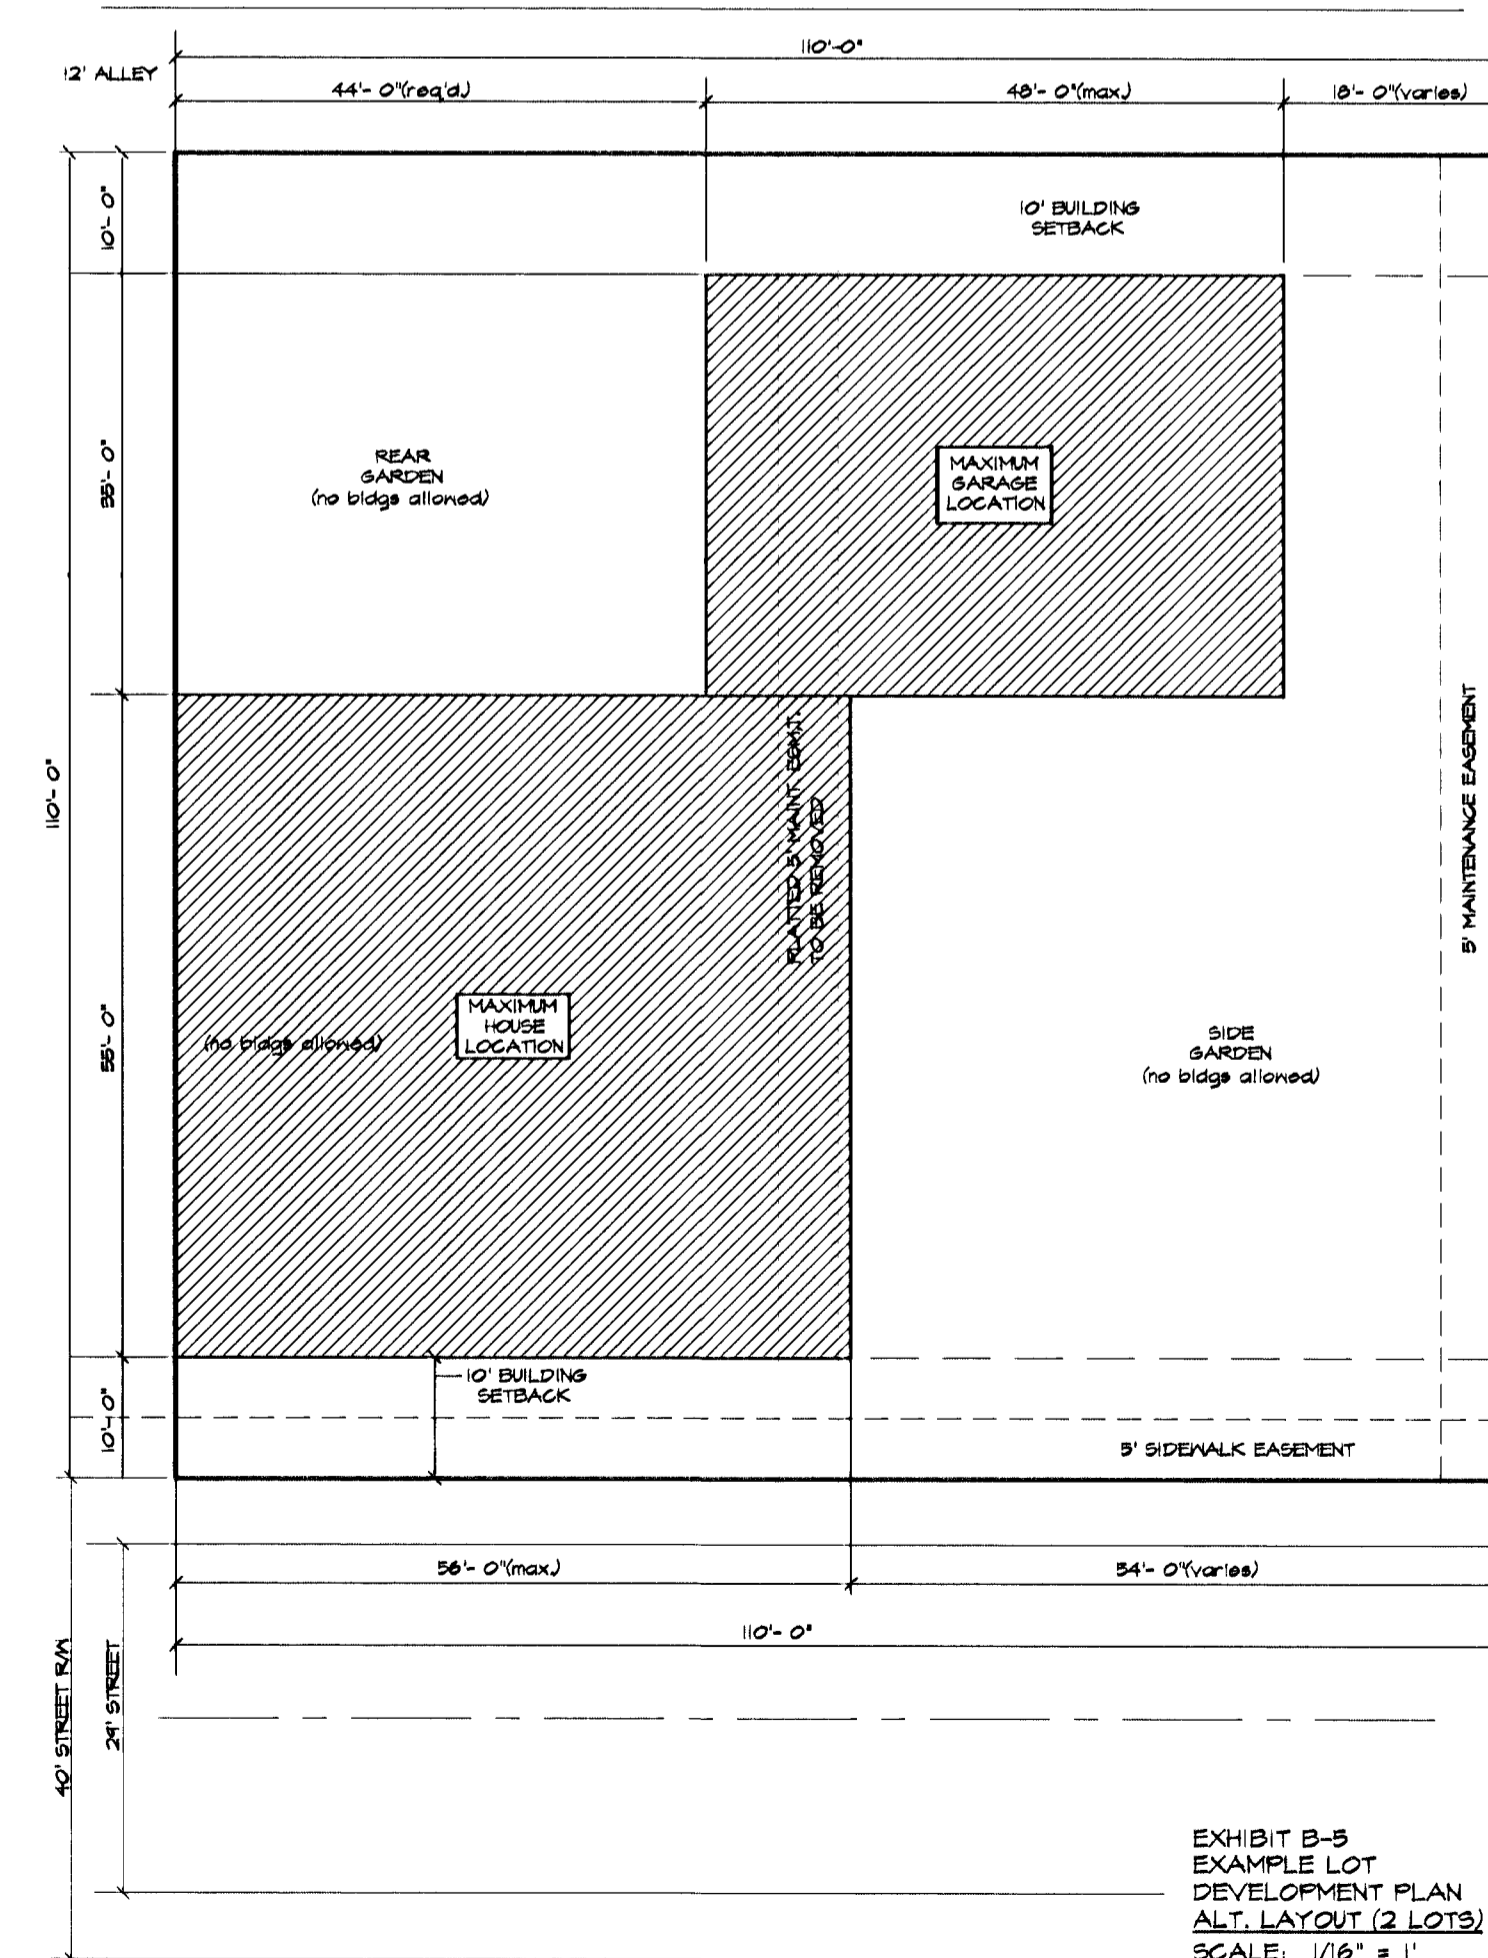 110'-0"
12' ALLEY
44'- 0"(req'd.)
48'- 0"(max.)
18'- 0"(varies)
10'- 0"
10' BUILDING
SETBACK
35'- 0"
REAR
GARDEN
(no bldgs allowed)
MAXIMUM
GARAGE
LOCATION
110'- 0"
PLATTED 5' MAINT. ESM.T.
TO BE REMOVED
5' MAINTENANCE EASEMENT
55'- 0"
(no bldgs allowed)
MAXIMUM
HOUSE
LOCATION
SIDE
GARDEN
(no bldgs allowed)
10'- 0"
10' BUILDING
SETBACK
5' SIDEWALK EASEMENT
56'- 0"(max.)
54'- 0"(varies)
110'- 0"
40' STREET R/W
29' STREET
EXHIBIT B-5
EXAMPLE LOT
DEVELOPMENT PLAN
ALT. LAYOUT (2 LOTS)
SCALE: 1/16" = 1'